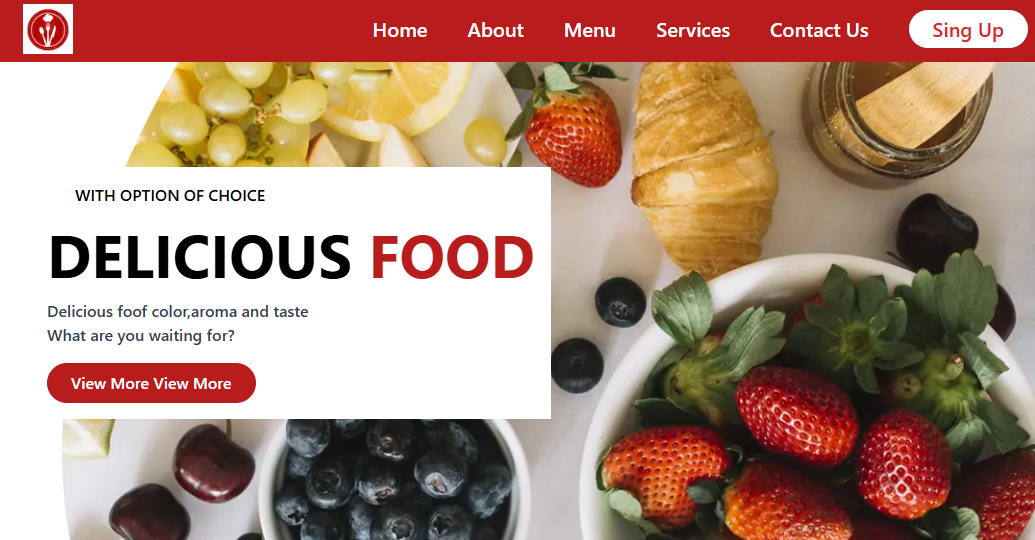 Home About Menu Services Contact Us Sing Up
WITH OPTION OF CHOICE
DELICIOUS FOOD
Delicious foof color,aroma and taste
What are you waiting for?
View More View More